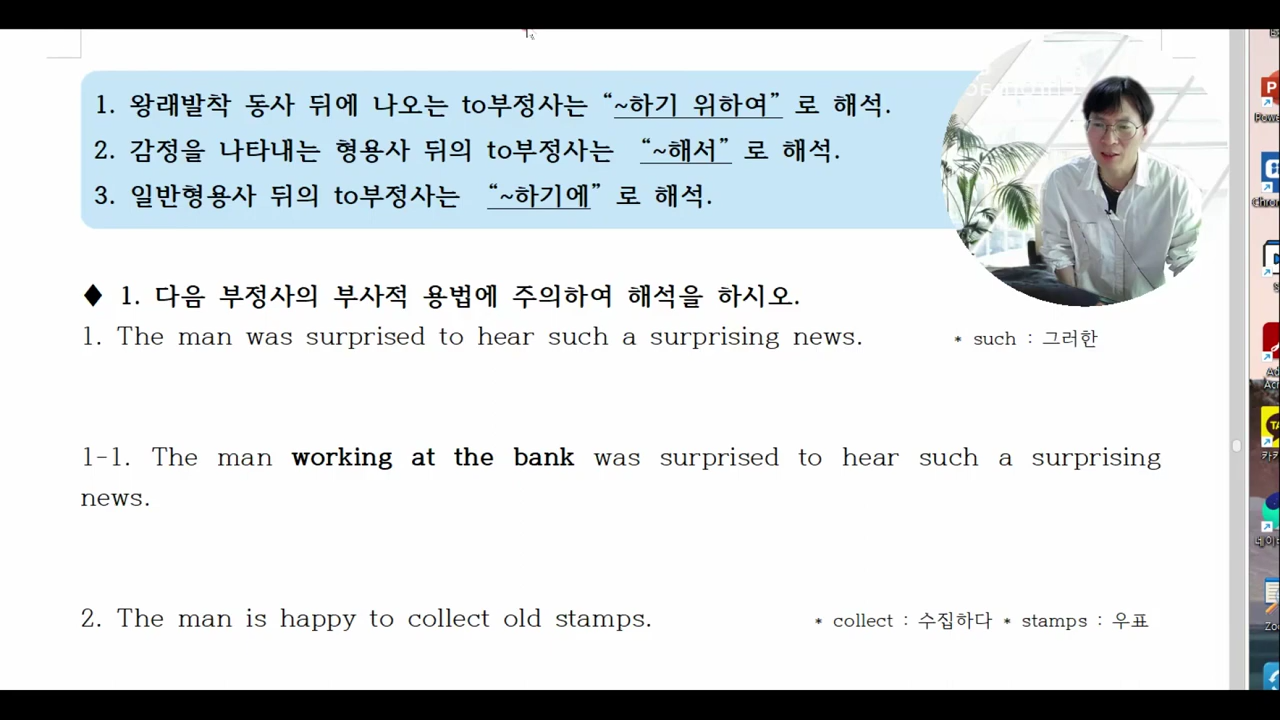 1. 왕래발착 동사 뒤에 나오는 to부정사는 “~하기 위하여” 로 해석.
2. 감정을 나타내는 형용사 뒤의 to부정사는 “~해서” 로 해석.
3. 일반형용사 뒤의 to부정사는 “~하기에” 로 해석.
◆ 1. 다음 부정사의 부사적 용법에 주의하여 해석을 하시오.
1. The man was surprised to hear such a surprising news. * such : 그러한
1-1. The man working at the bank was surprised to hear such a surprising
news.
2. The man is happy to collect old stamps. * collect : 수집하다 * stamps : 우표